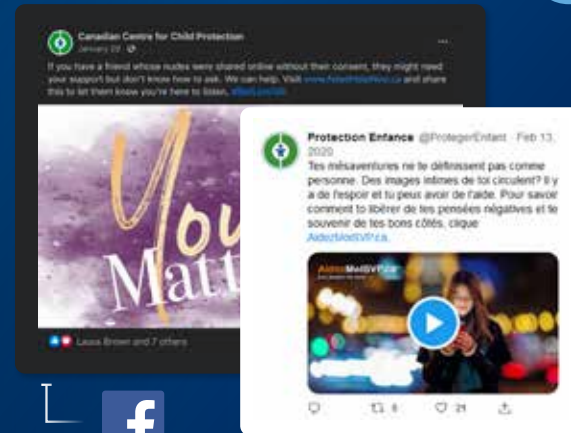 Canadian Centre for Child Protection
January 28
If you have a friend whose nudes were shared online without their consent, they might need
your support but don't know how to ask. We can help. Visit www.NeedHelpNow.ca and share
this to let them know you're here to listen.
You
Matt
Laura Brown and 7 others
f
Protection Enfance @ProtegerEnfant · Feb 13,
2020
Tes mésaventures ne te définissent pas comme
personne. Des images intimes de toi circulent? Il y
a de l'espoir et tu peux avoir de l'aide. Pour savoir
comment to libérer de tes pensées négatives et te
souvenir de tes bons côtés, clique
AidezMoiSVP.ca.
AidezMoiSVP.ca